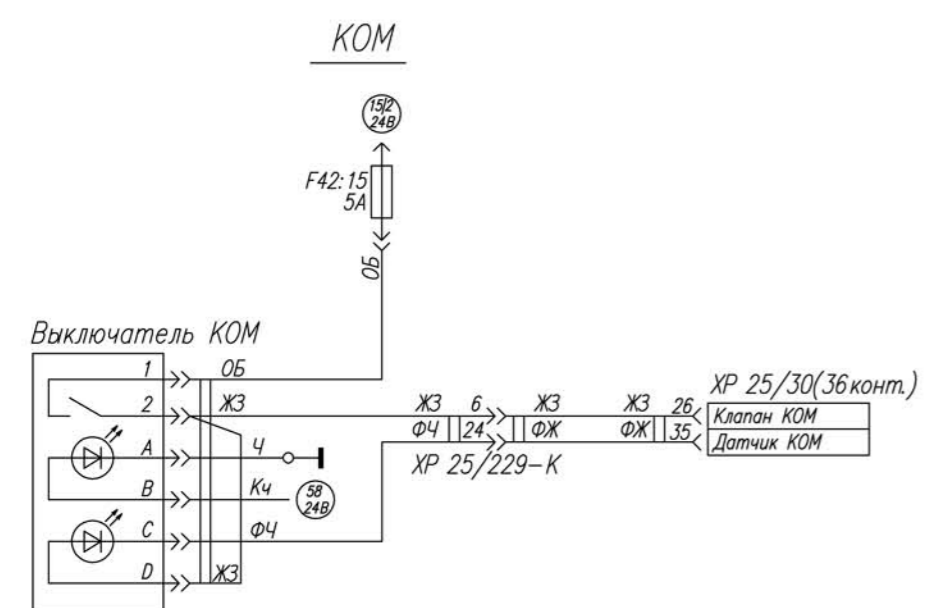 КОМ
15/2
24В
F42:15
5А
ОБ
Выключатель КОМ
1 ОБ
2 ЖЗ
A Ч
B Кч
58
24В
C ФЧ
D ЖЗ
ЖЗ 6 ЖЗ ЖЗ 26
ФЧ 24 ФЖ ФЖ 35
ХР 25/229-К
ХР 25/30(36конт.)
Клапан КОМ
Датчик КОМ